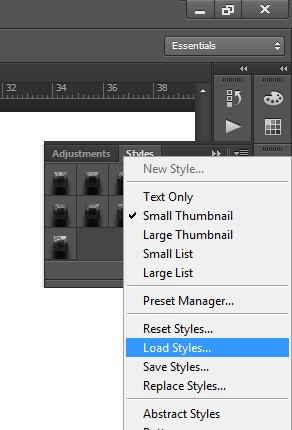 Essentials
32 34 36 38 40
Adjustments Styles
New Style...
Text Only
Small Thumbnail
Large Thumbnail
Small List
Large List
Preset Manager...
Reset Styles...
Load Styles...
Save Styles...
Replace Styles...
Abstract Styles